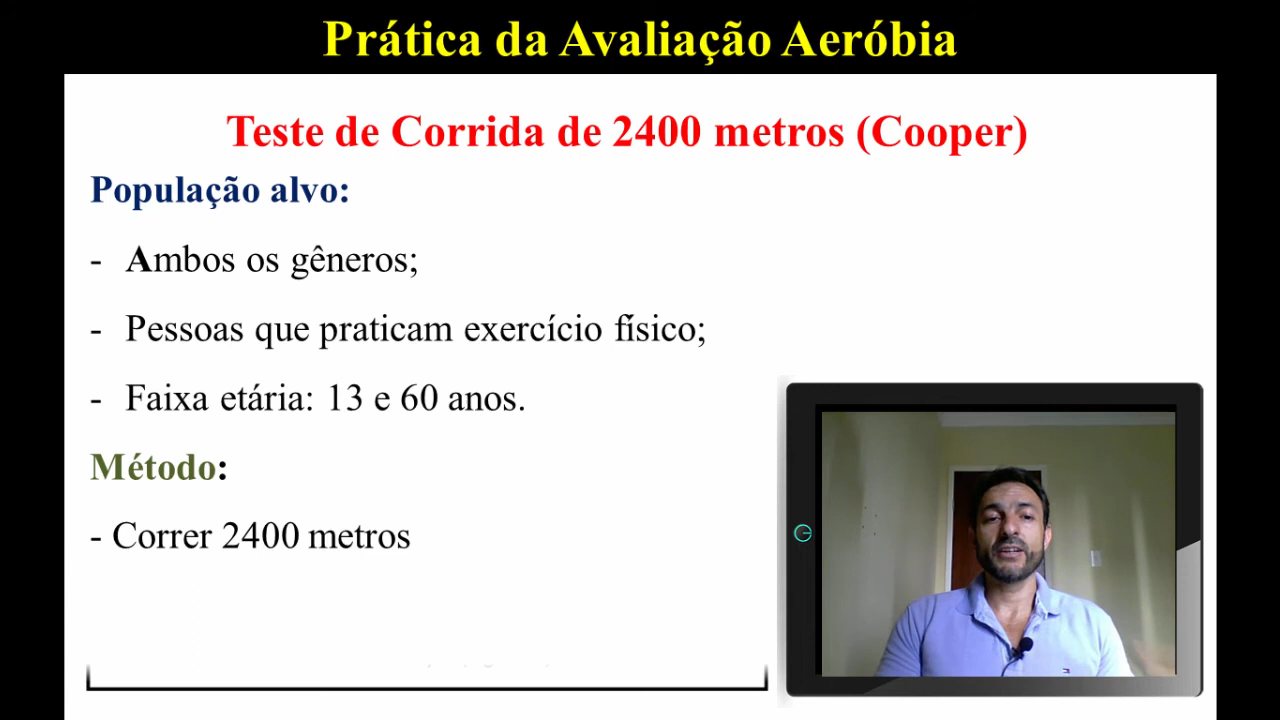 Prática da Avaliação Aeróbia
Teste de Corrida de 2400 metros (Cooper)
População alvo:
- Ambos os gêneros;
- Pessoas que praticam exercício físico;
- Faixa etária: 13 e 60 anos.
Método:
- Correr 2400 metros